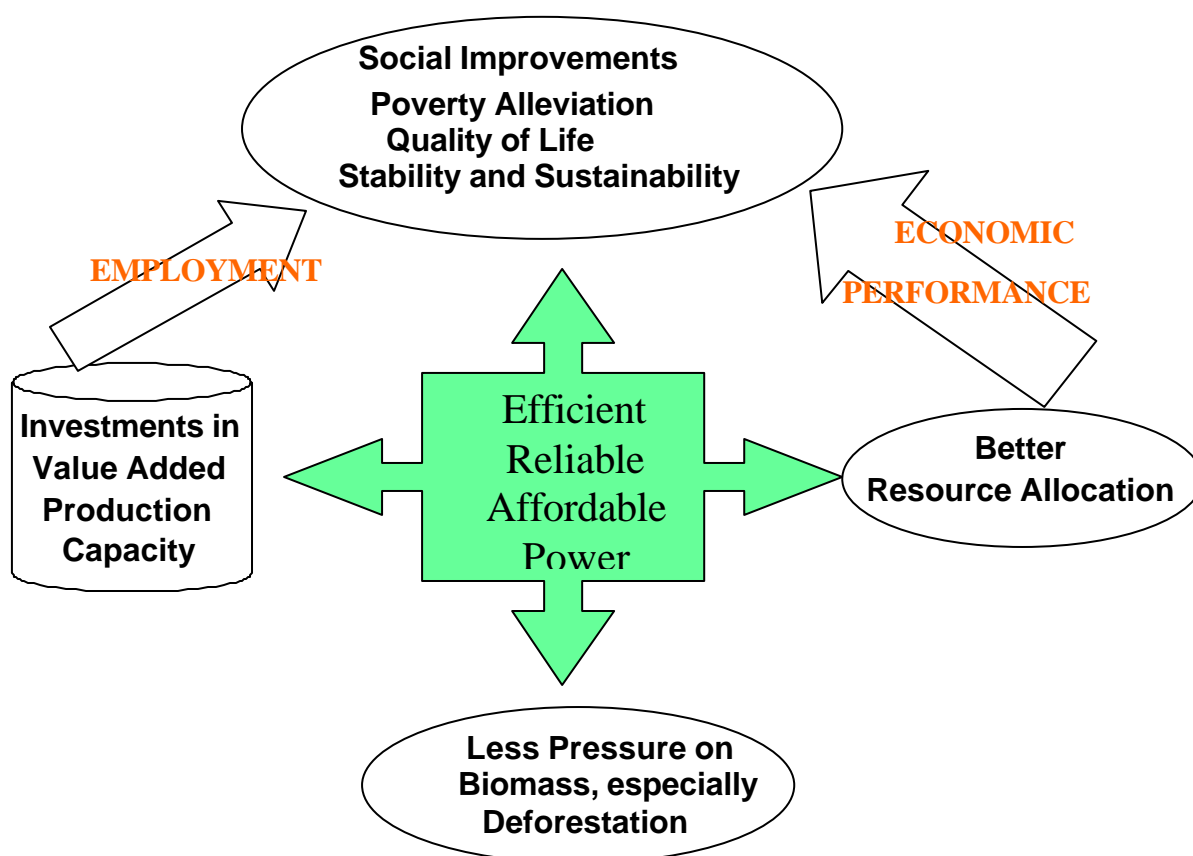 Social Improvements
Poverty Alleviation
Quality of Life
Stability and Sustainability
EMPLOYMENT
ECONOMIC
PERFORMANCE
Investments in
Value Added
Production
Capacity
Efficient
Reliable
Affordable
Power
Better
Resource Allocation
Less Pressure on
Biomass, especially
Deforestation